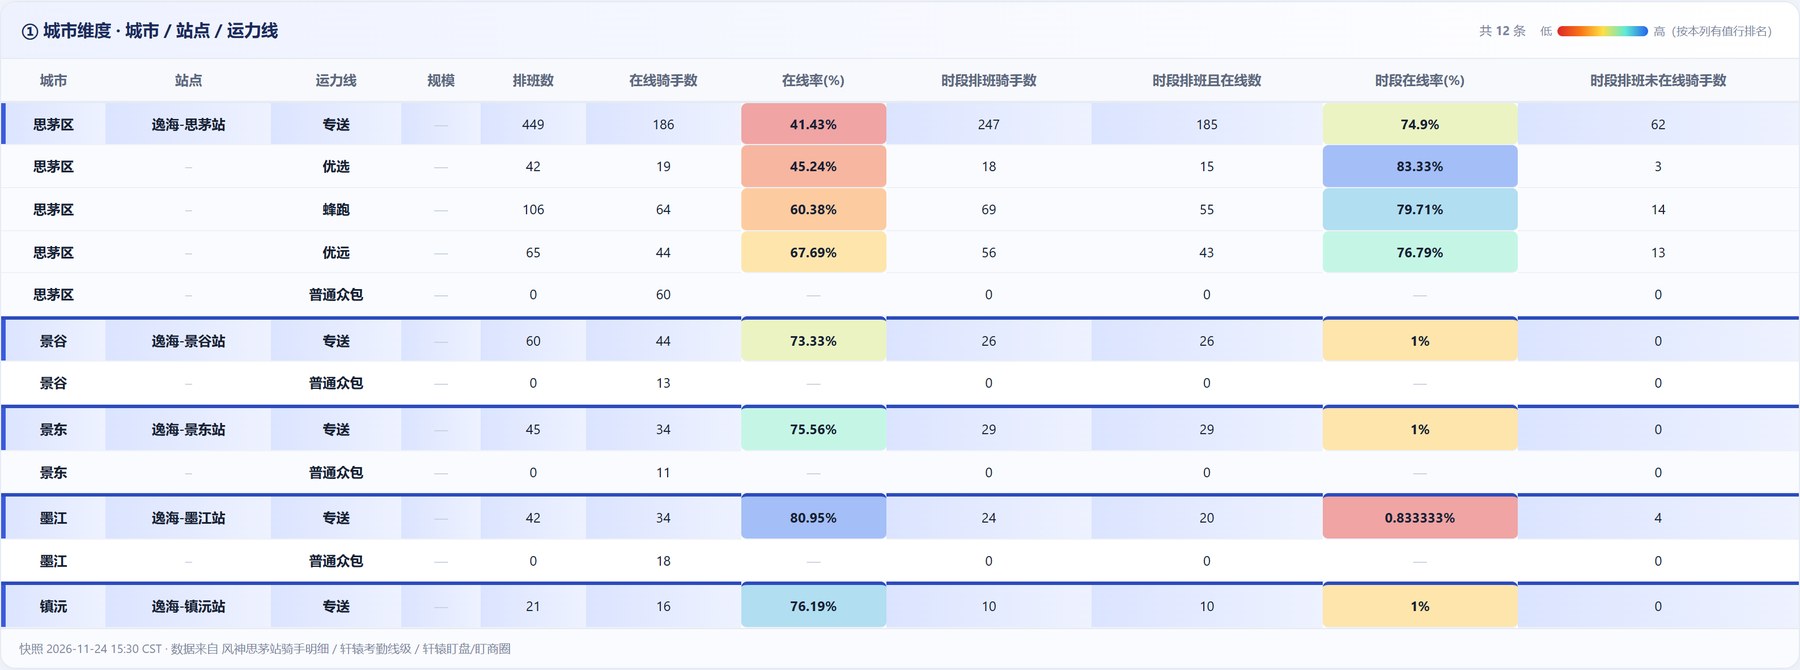 ① 城市维度 · 城市 / 站点 / 运力线 共 12 条 低 高 (按本列有值行排名)
城市 站点 运力线 规模 排班数 在线骑手数 在线率(%) 时段排班骑手数 时段排班且在线数 时段在线率(%) 时段排班未在线骑手数
思茅区 逸海-思茅站 专送 — 449 186 41.43% 247 185 74.9% 62
思茅区 – 优选 — 42 19 45.24% 18 15 83.33% 3
思茅区 – 蜂跑 — 106 64 60.38% 69 55 79.71% 14
思茅区 – 优远 — 65 44 67.69% 56 43 76.79% 13
思茅区 – 普通众包 — 0 60 — 0 0 — 0
景谷 逸海-景谷站 专送 — 60 44 73.33% 26 26 1% 0
景谷 – 普通众包 — 0 13 — 0 0 — 0
景东 逸海-景东站 专送 — 45 34 75.56% 29 29 1% 0
景东 – 普通众包 — 0 11 — 0 0 — 0
墨江 逸海-墨江站 专送 — 42 34 80.95% 24 20 0.833333% 4
墨江 – 普通众包 — 0 18 — 0 0 — 0
镇沅 逸海-镇沅站 专送 — 21 16 76.19% 10 10 1% 0
快照 2026-11-24 15:30 CST · 数据来自 风神思茅站骑手明细 / 轩辕考勤线级 / 轩辕盯盘/盯商圈